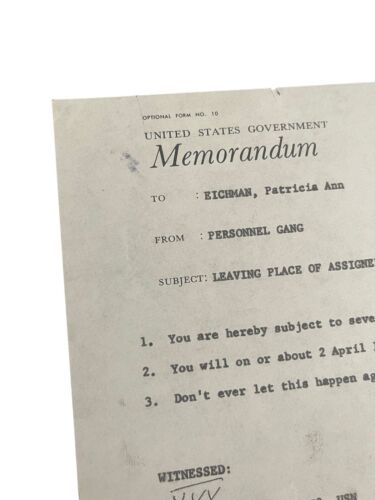 OPTIONAL FORM NO. 10
UNITED STATES GOVERNMENT
Memorandum
TO : EICHMAN, Patricia Ann
FROM : PERSONNEL GANG
SUBJECT: LEAVING PLACE OF ASSIGNE
1. You are hereby subject to seve
2. You will on or about 2 April
3. Don't ever let this happen ag
WITNESSED:
USN